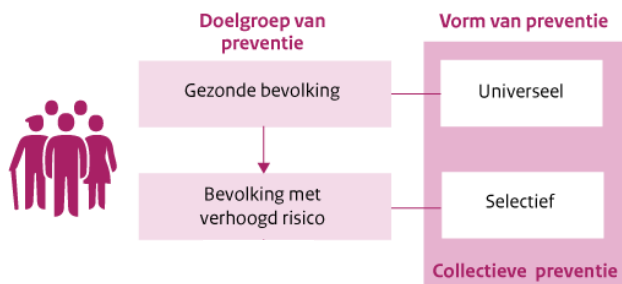 Doelgroep van
preventie
Vorm van preventie
Gezonde bevolking
Universeel
Bevolking met
verhoogd risico
Selectief
Collectieve preventie